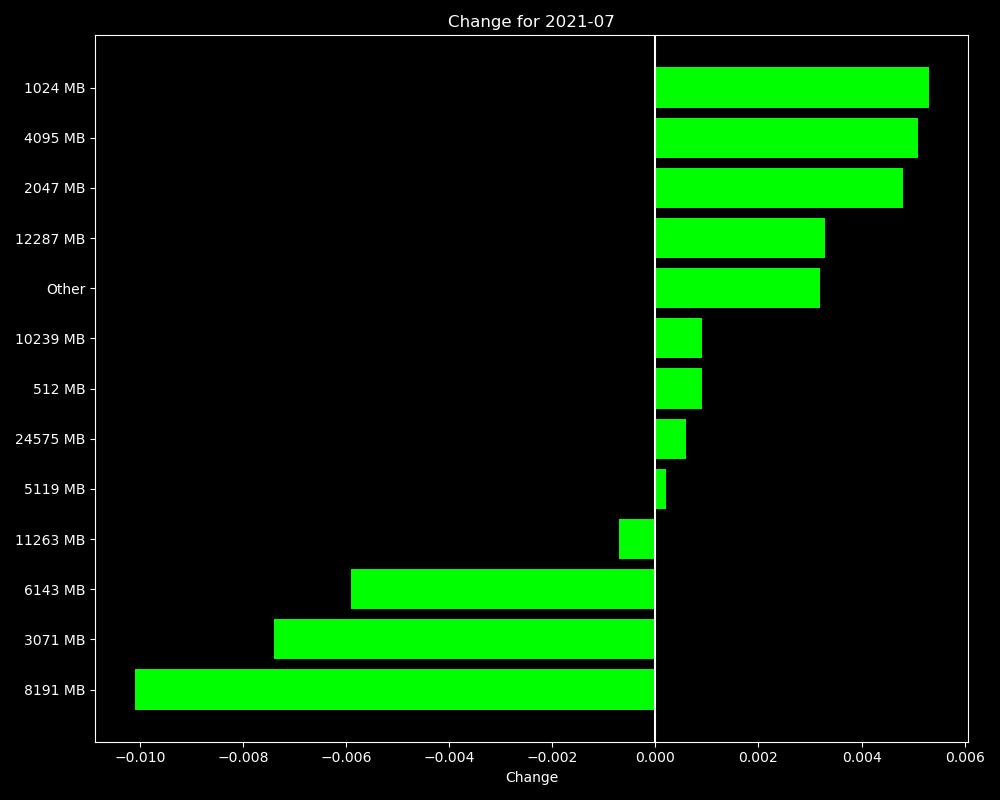 Change for 2021-07
1024 MB
4095 MB
2047 MB
12287 MB
Other
10239 MB
512 MB
24575 MB
5119 MB
11263 MB
6143 MB
3071 MB
8191 MB
−0.010 −0.008 −0.006 −0.004 −0.002 0.000 0.002 0.004 0.006
Change